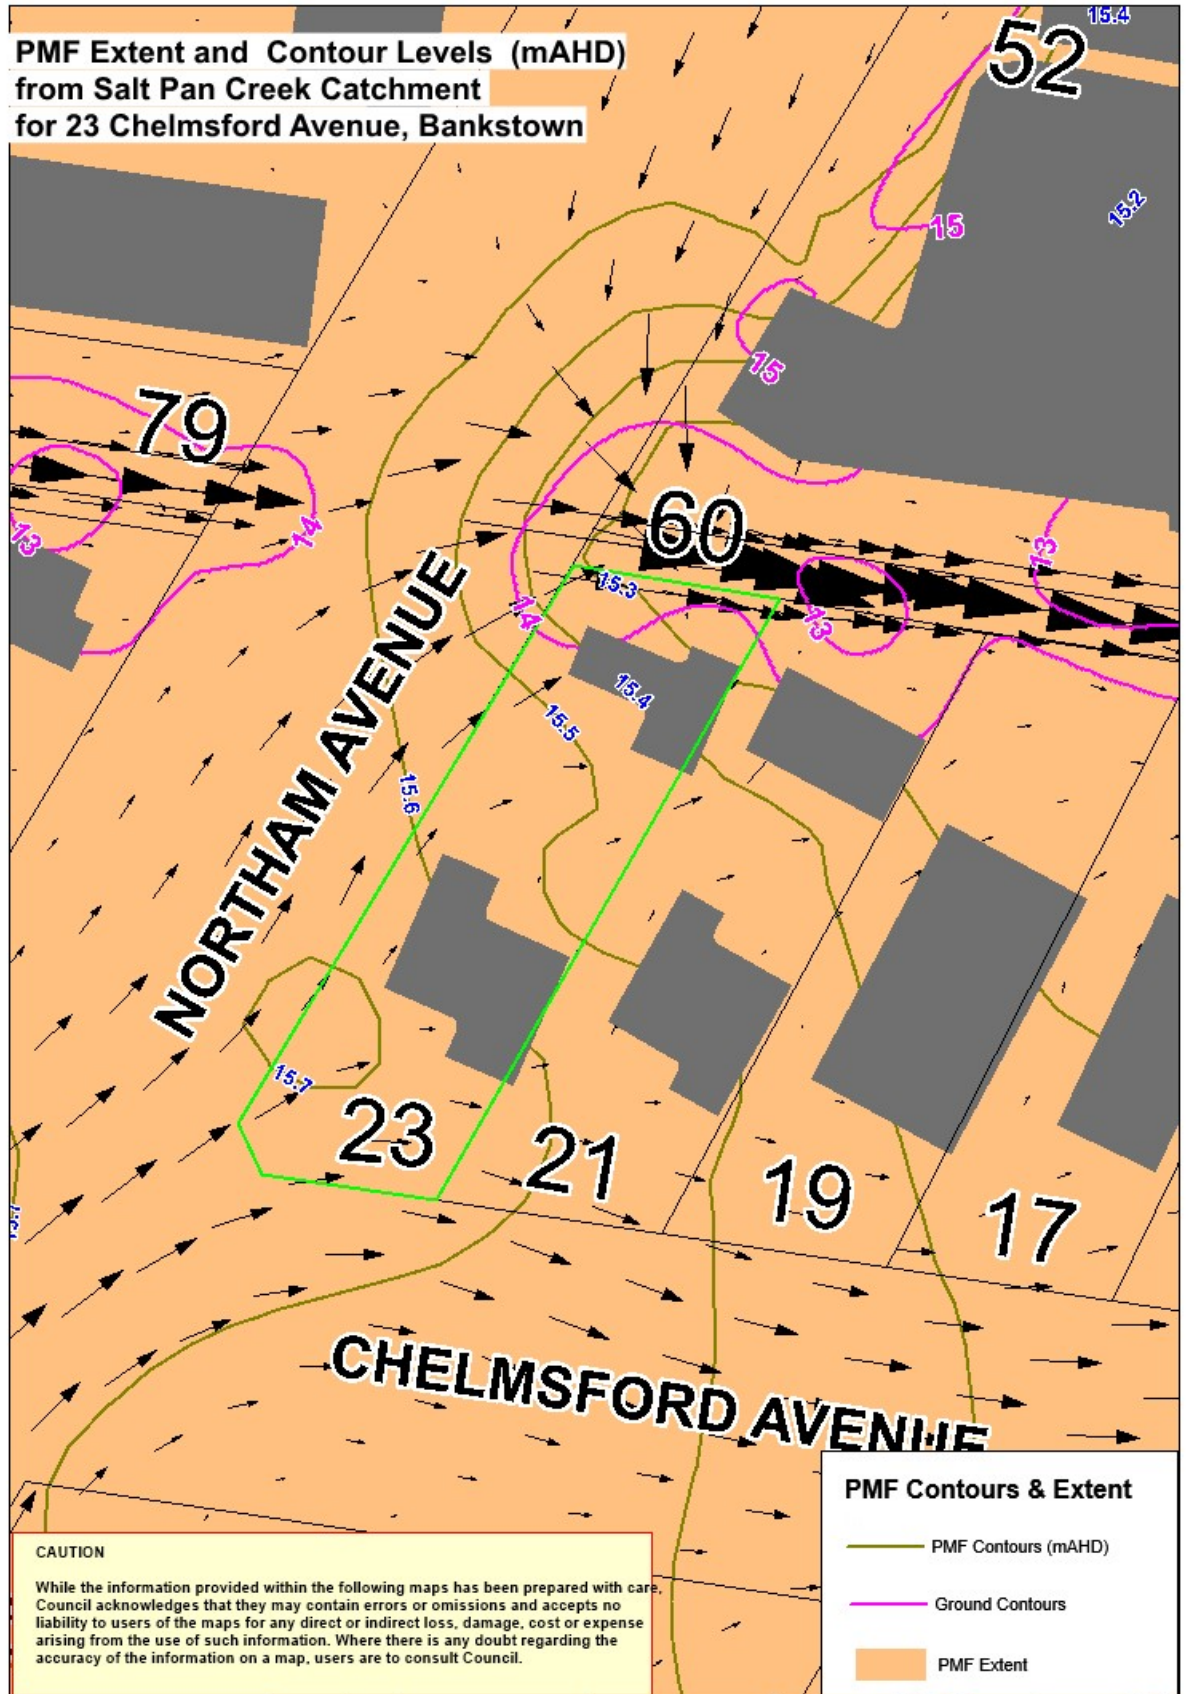 PMF Extent and Contour Levels (mAHD)
from Salt Pan Creek Catchment
for 23 Chelmsford Avenue, Bankstown
15.4
52
15.2
15
15
79
14
13
60
13
15.3
14
13
15.4
15.5
NORTHAM AVENUE
15.6
15.7
23
21
19
17
15.7
CHELMSFORD AVENUE
PMF Contours & Extent
PMF Contours (mAHD)
Ground Contours
PMF Extent
CAUTION
While the information provided within the following maps has been prepared with care,
Council acknowledges that they may contain errors or omissions and accepts no
liability to users of the maps for any direct or indirect loss, damage, cost or expense
arising from the use of such information. Where there is any doubt regarding the
accuracy of the information on a map, users are to consult Council.